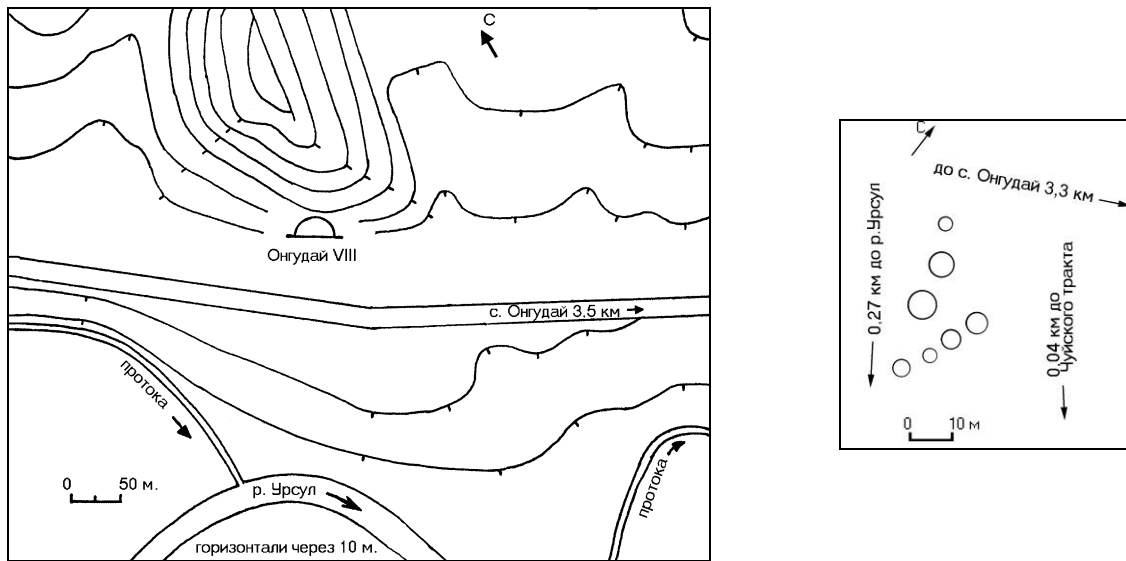 С
Онгудай VIII
с. Онгудай 3.5 км
протока
0 50 м.
р. Урсул
протока
горизонтали через 10 м.
С
до с. Онгудай 3,3 км
0,27 км до р.Урсул
0,04 км до
Чуйского тракта
0 10 м